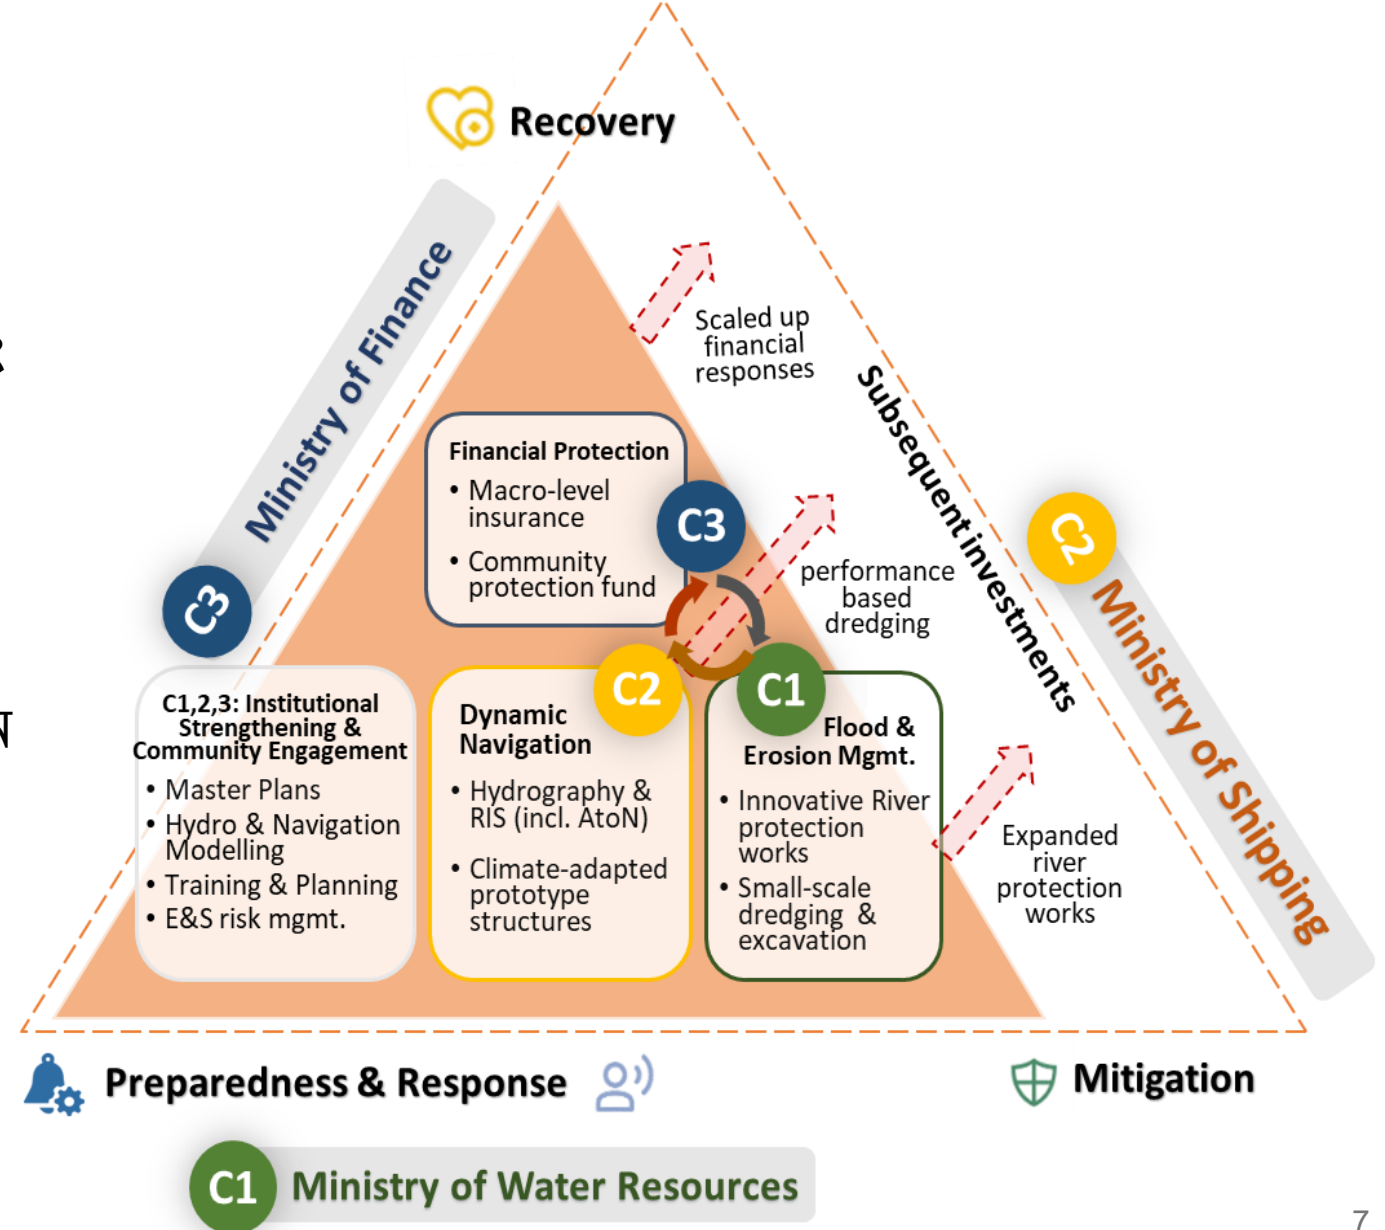 Recovery
Ministry of Finance
C3
Scaled up
financial
responses
Subsequent investments
Financial Protection
• Macro-level
insurance
• Community
protection fund
C3
performance
based
dredging
C2
Ministry of Shipping
C1,2,3: Institutional
Strengthening &
Community Engagement
• Master Plans
• Hydro & Navigation
Modelling
• Training & Planning
• E&S risk mgmt.
C2
Dynamic
Navigation
• Hydrography &
RIS (incl. AtoN)
• Climate-adapted
prototype
structures
C1
Flood &
Erosion Mgmt.
• Innovative River
protection
works
• Small-scale
dredging &
excavation
Expanded
river
protection
works
N
Preparedness & Response
Mitigation
C1
Ministry of Water Resources
7